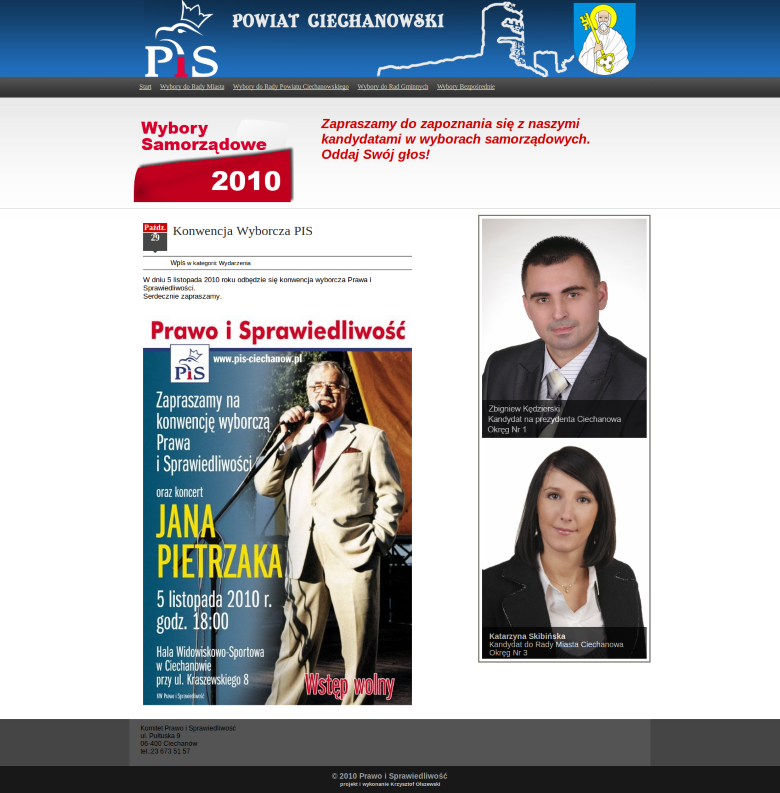 PiS
POWIAT CIECHANOWSKI
Start Wybory do Rady Miasta Wybory do Rady Powiatu Ciechanowskiego Wybory do Rad Gminnych Wybory Bezpośrednie
Wybory
Samorządowe
2010
Zapraszamy do zapoznania się z naszymi
kandydatami w wyborach samorządowych.
Oddaj Swój głos!
Paźdz.
29
Konwencja Wyborcza PIS
Wpis w kategorii: Wydarzenia
W dniu 5 listopada 2010 roku odbędzie się konwencja wyborcza Prawa i
Sprawiedliwości.
Serdecznie zapraszamy.
Prawo i Sprawiedliwość
PiS
www.pis-ciechanow.pl
Zapraszamy na
konwencję wyborczą
Prawa
i Sprawiedliwości
oraz koncert
JANA
PIETRZAKA
5 listopada 2010 r.
godz. 18:00
Hala Widowiskowo-Sportowa
w Ciechanowie
przy ul. Kraszewskiego 8
KW Prawo i Sprawiedliwość
Wstęp wolny
Zbigniew Kędzierski
Kandydat na prezydenta Ciechanowa
Okręg Nr 1
Katarzyna Skibińska
Kandydat do Rady Miasta Ciechanowa
Okręg Nr 3
Komitet Prawo i Sprawiedliwość
ul. Pułtuska 9
06-400 Ciechanów
tel.:23 673 51 57
© 2010 Prawo i Sprawiedliwość
projekt i wykonanie Krzysztof Olszewski